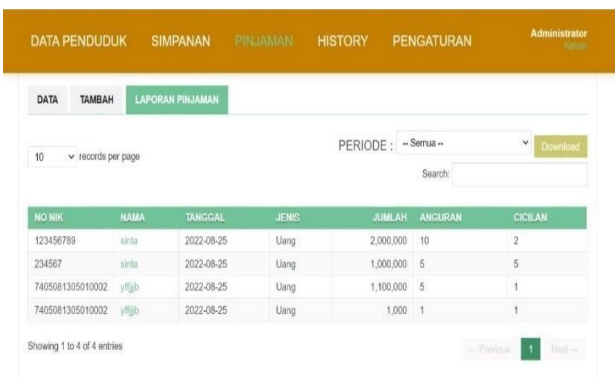 DATA PENDUDUK SIMPANAN PINJAMAN HISTORY PENGATURAN Administrator
Keluar
DATA TAMBAH LAPORAN PINJAMAN
PERIODE : -- Semua -- Download
10 records per page
Search:
NO NIK NAMA TANGGAL JENIS JUMLAH ANGURAN CICILAN
123456789 sinta 2022-08-25 Uang 2,000,000 10 2
234567 sinta 2022-08-25 Uang 1,000,000 5 5
7405081305010002 yffjjb 2022-08-25 Uang 1,100,000 5 1
7405081305010002 yffjjb 2022-08-25 Uang 1,000 1 1
Showing 1 to 4 of 4 entries ← Previous 1 Next →